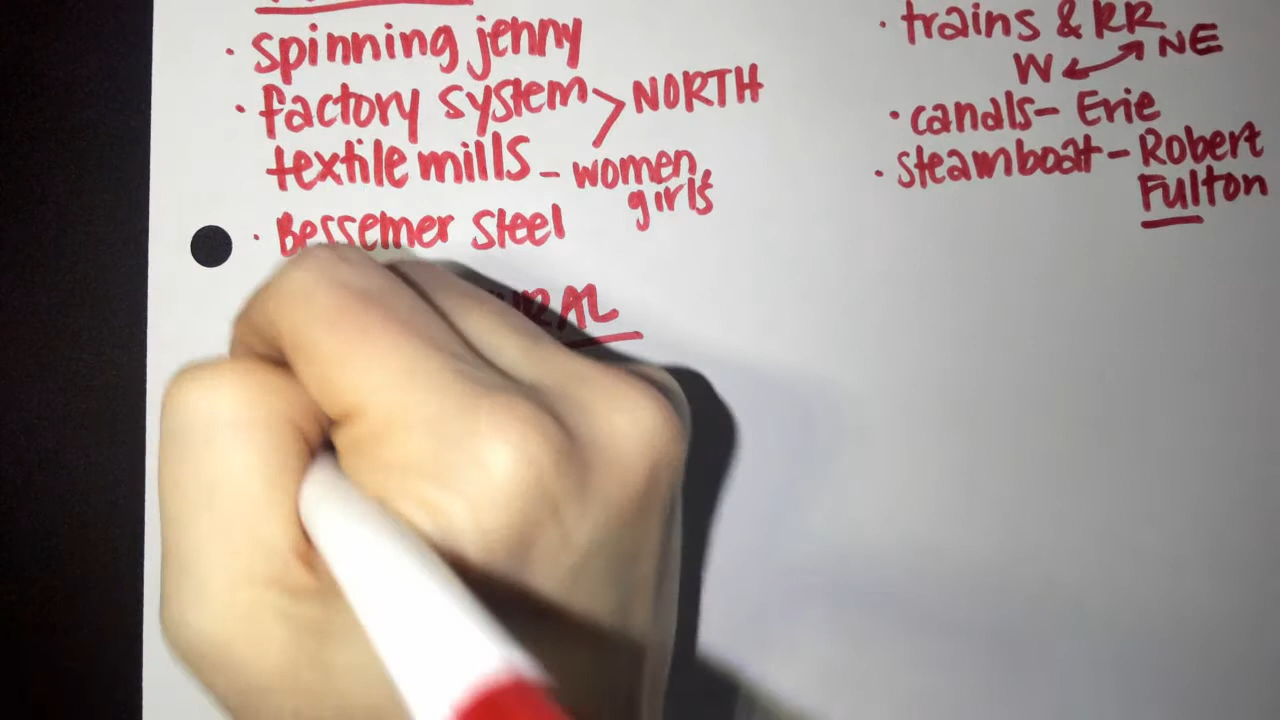 · spinning jenny
· factory system > NORTH
textile mills - women,
girls
· Bessemer Steel
· trains & RR
W ↔ NE
· canals - Erie
· steamboat - Robert
Fulton